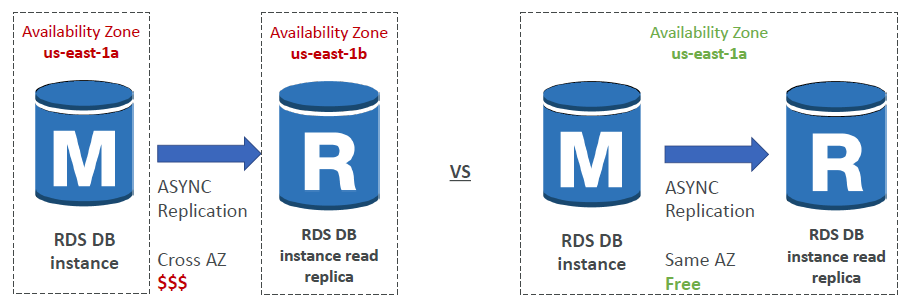 Availability Zone
us-east-1a
M
RDS DB
instance
ASYNC
Replication
Cross AZ
$$$
Availability Zone
us-east-1b
R
RDS DB
instance read
replica
VS
Availability Zone
us-east-1a
M
RDS DB
instance
ASYNC
Replication
Same AZ
Free
R
RDS DB
instance read
replica